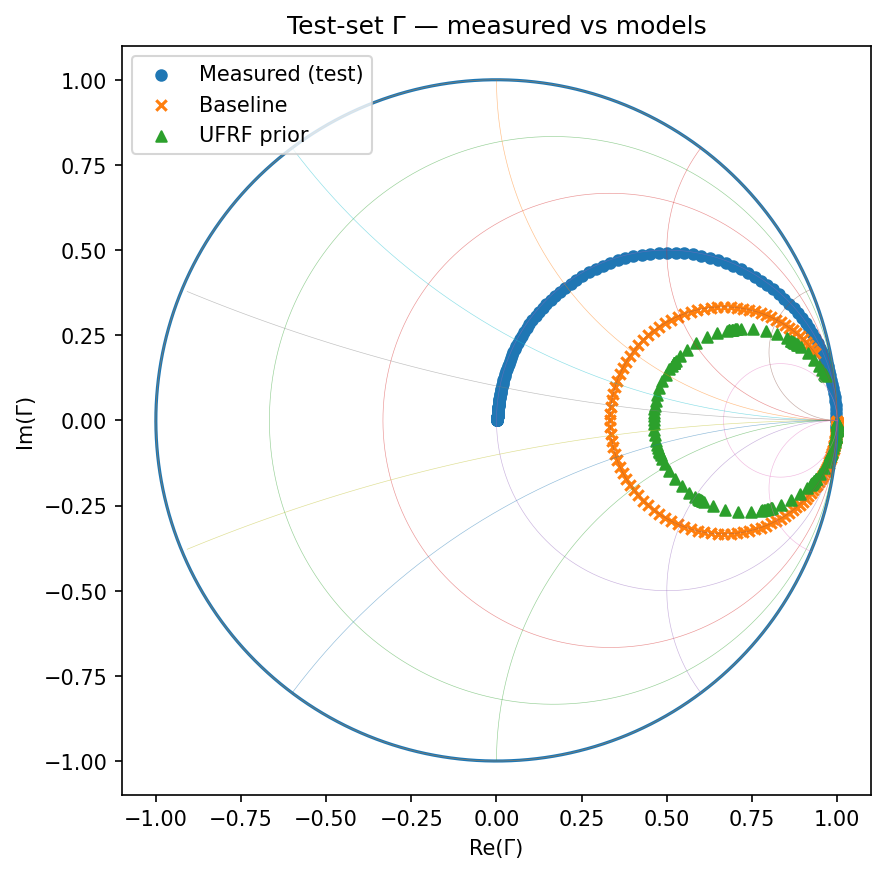 Test-set Γ — measured vs models
Measured (test)
Baseline
UFRF prior
1.00
0.75
0.50
0.25
0.00
−0.25
−0.50
−0.75
−1.00
Im(Γ)
−1.00 −0.75 −0.50 −0.25 0.00 0.25 0.50 0.75 1.00
Re(Γ)